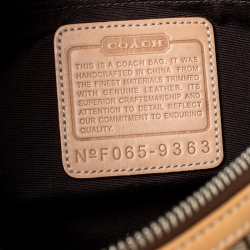 COACH
THIS IS A COACH BAG. IT WAS
HANDCRAFTED IN CHINA FROM
THE FINEST MATERIALS TRIMMED
WITH GENUINE LEATHER. ITS
SUPERIOR CRAFTSMANSHIP AND
ATTENTION TO DETAIL REFLECT
OUR COMMITMENT TO ENDURING
QUALITY.
NºF065-9363